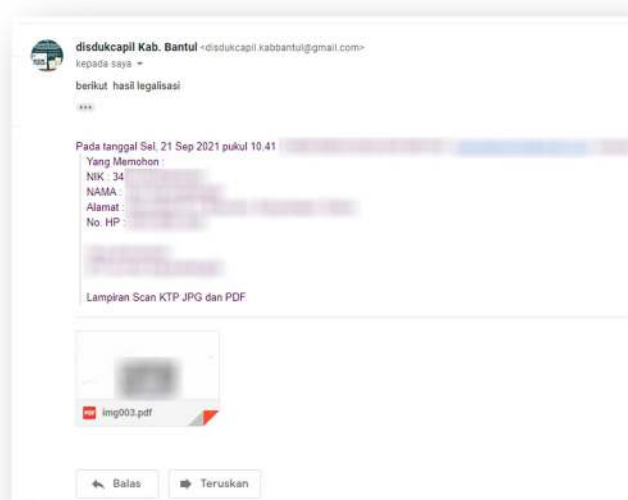 disdukcapil Kab. Bantul <disdukcapil.kabbantul@gmail.com>
kepada saya
berikut hasil legalisasi
Pada tanggal Sel, 21 Sep 2021 pukul 10.41
Yang Memohon :
NIK : 34
NAMA :
Alamat :
No. HP :
Lampiran Scan KTP JPG dan PDF
PDF img003.pdf
Balas Teruskan